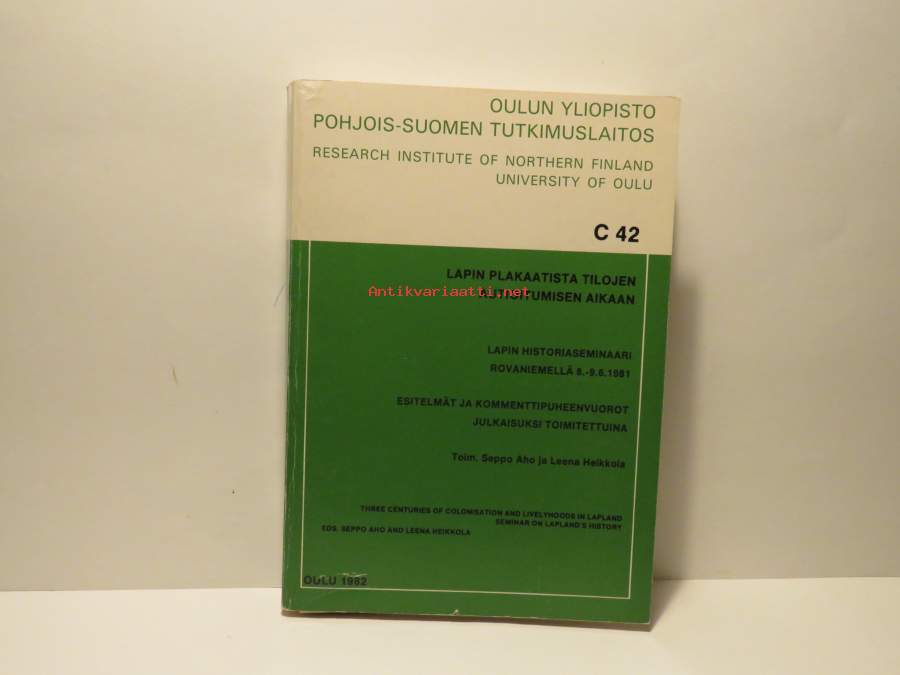 OULUN YLIOPISTO
POHJOIS-SUOMEN TUTKIMUSLAITOS
RESEARCH INSTITUTE OF NORTHERN FINLAND
UNIVERSITY OF OULU
C 42
LAPIN PLAKAATISTA TILOJEN
Antikvariaatti.net
AIKAAN
LAPIN HISTORIASEMINAARI
ROVANIEMELLÄ 8.-9.6.1981
ESITELMÄT JA KOMMENTTIPUHEENVUOROT
JULKAISUKSI TOIMITETTUINA
Toim. Seppo Aho ja Leena Heikkola
THREE CENTURIES OF COLONISATION AND LIVELYHOODS IN LAPLAND
SEMINAR ON LAPLAND'S HISTORY
EDS. SEPPO AHO AND LEENA HEIKKOLA
OULU 1982